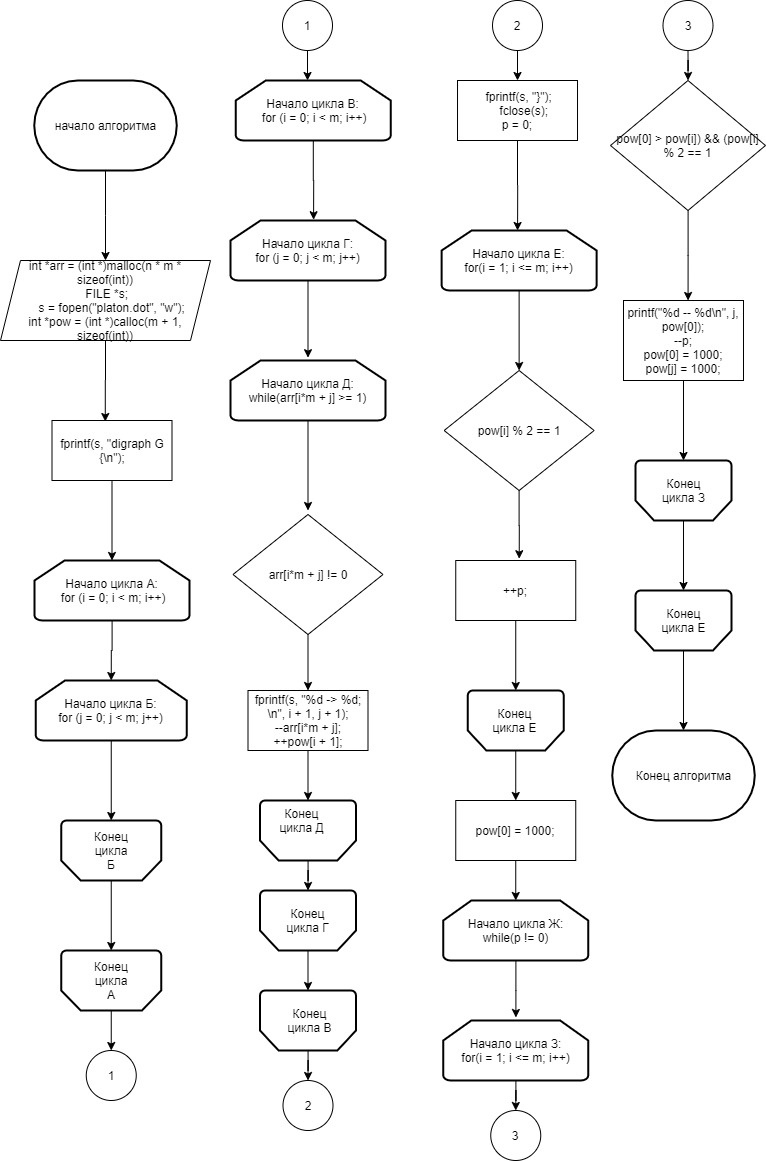 начало алгоритма
int *arr = (int *)malloc(n * m *
sizeof(int))
FILE *s;
s = fopen("platon.dot", "w");
int *pow = (int *)calloc(m + 1,
sizeof(int))
fprintf(s, "digraph G
{\n");
Начало цикла А:
for (i = 0; i < m; i++)
Начало цикла Б:
for (j = 0; j < m; j++)
Конец
цикла
Б
Конец
цикла
А
1
1
Начало цикла В:
for (i = 0; i < m; i++)
Начало цикла Г:
for (j = 0; j < m; j++)
Начало цикла Д:
while(arr[i*m + j] >= 1)
arr[i*m + j] != 0
fprintf(s, "%d -> %d;
\n", i + 1, j + 1);
--arr[i*m + j];
++pow[i + 1];
Конец
цикла Д
Конец
цикла Г
Конец
цикла В
2
2
fprintf(s, "}");
fclose(s);
p = 0;
Начало цикла Е:
for(i = 1; i <= m; i++)
pow[i] % 2 == 1
++p;
Конец
цикла Е
pow[0] = 1000;
Начало цикла Ж:
while(p != 0)
Начало цикла З:
for(i = 1; i <= m; i++)
3
3
pow[0] > pow[i]) && (pow[i]
% 2 == 1
printf("%d -- %d\n", j,
pow[0]);
--p;
pow[0] = 1000;
pow[j] = 1000;
Конец
цикла З
Конец
цикла Е
Конец алгоритма